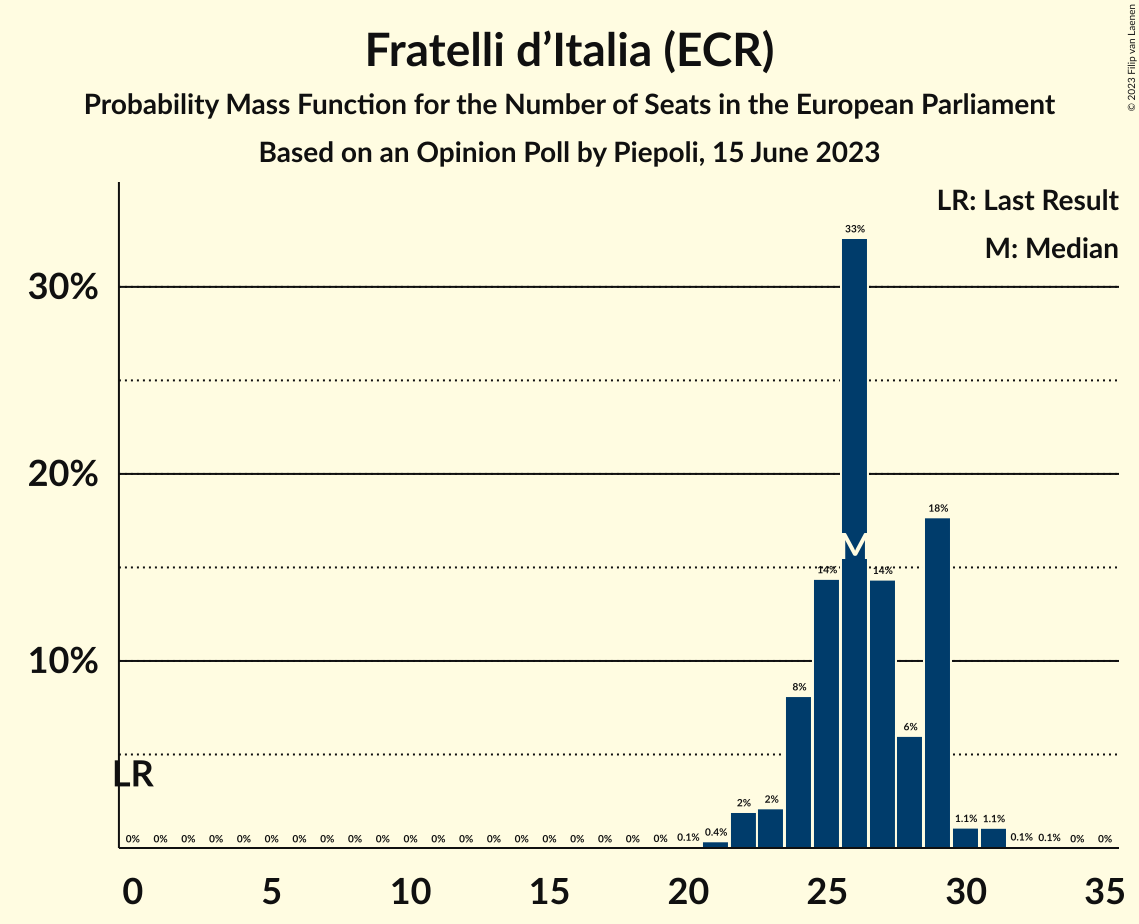 Fratelli d’Italia (ECR)
Probability Mass Function for the Number of Seats in the European Parliament
Based on an Opinion Poll by Piepoli, 15 June 2023
© 2023 Filip van Laenen
LR: Last Result
M: Median
33%
30%
20%
18%
M
14% 14%
10%
8%
6%
LR
0% 0% 0% 0% 0% 0% 0% 0% 0% 0% 0% 0% 0% 0% 0% 0% 0% 0% 0% 0% 0.1% 0.4% 2% 2% 1.1% 1.1% 0.1% 0.1% 0% 0%
0 5 10 15 20 25 30 35